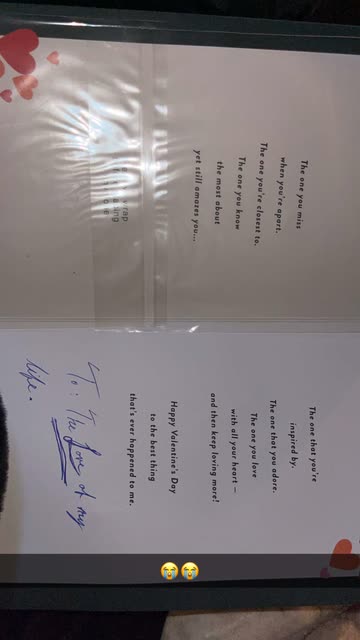 The one you miss
when you're apart.
The one you're closest to.
The one you know
the most about
yet still amazes you...
The one that you're
inspired by.
The one that you adore.
The one you love
with all your heart —
and then keep loving more!
Happy Valentine's Day
to the best thing
that's ever happened to me.
To: The Love of my
life.
😭😭